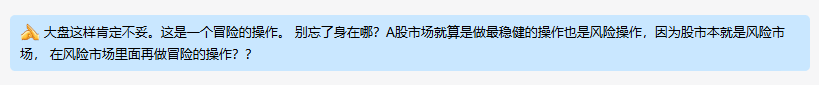 大盘这样肯定不妥。这是一个冒险的操作。 别忘了身在哪？A股市场就算是做最稳健的操作也是风险操作，因为股市本就是风险市
场， 在风险市场里面再做冒险的操作？？